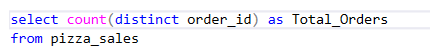 select count(distinct order_id) as Total_Orders
from pizza_sales